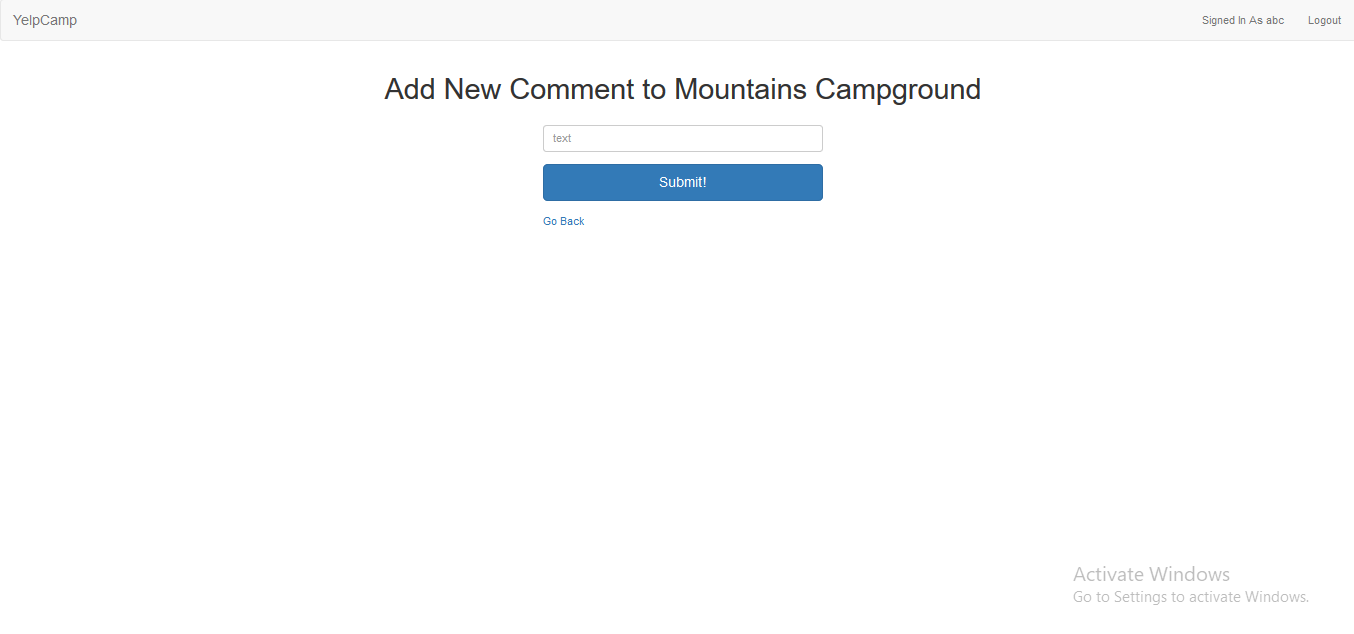 YelpCamp
Signed In As abc
Logout
Add New Comment to Mountains Campground
text
Submit!
Go Back
Activate Windows
Go to Settings to activate Windows.